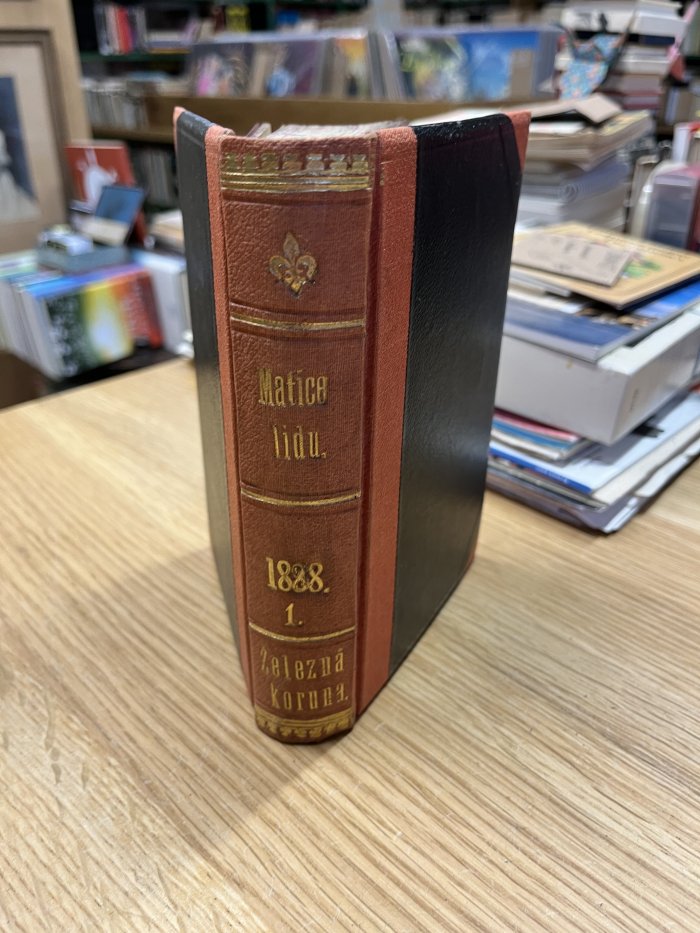 Matice
lidu.
1888.
1.
Železná
koruna.